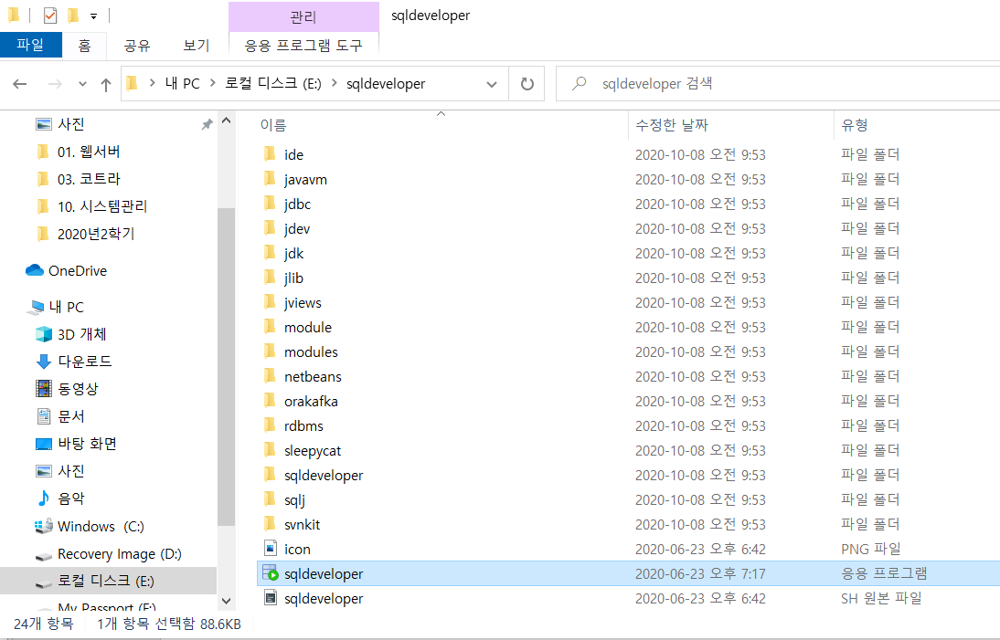 관리
sqldeveloper
파일
홈
공유
보기
응용 프로그램 도구
내 PC
로컬 디스크 (E:)
sqldeveloper
sqldeveloper 검색
사진
01. 웹서버
03. 코트라
10. 시스템관리
2020년2학기
OneDrive
내 PC
3D 개체
다운로드
동영상
문서
바탕 화면
사진
음악
Windows (C:)
Recovery Image (D:)
로컬 디스크 (E:)
My Passport (F:)
이름 수정한 날짜 유형
ide 2020-10-08 오전 9:53 파일 폴더
javavm 2020-10-08 오전 9:53 파일 폴더
jdbc 2020-10-08 오전 9:53 파일 폴더
jdev 2020-10-08 오전 9:53 파일 폴더
jdk 2020-10-08 오전 9:53 파일 폴더
jlib 2020-10-08 오전 9:53 파일 폴더
jviews 2020-10-08 오전 9:53 파일 폴더
module 2020-10-08 오전 9:53 파일 폴더
modules 2020-10-08 오전 9:53 파일 폴더
netbeans 2020-10-08 오전 9:53 파일 폴더
orakafka 2020-10-08 오전 9:53 파일 폴더
rdbms 2020-10-08 오전 9:53 파일 폴더
sleepycat 2020-10-08 오전 9:53 파일 폴더
sqldeveloper 2020-10-08 오전 9:53 파일 폴더
sqlj 2020-10-08 오전 9:53 파일 폴더
svnkit 2020-10-08 오전 9:53 파일 폴더
icon 2020-06-23 오후 6:42 PNG 파일
sqldeveloper 2020-06-23 오후 7:17 응용 프로그램
sqldeveloper 2020-06-23 오후 6:42 SH 원본 파일
24개 항목 1개 항목 선택함 88.6KB